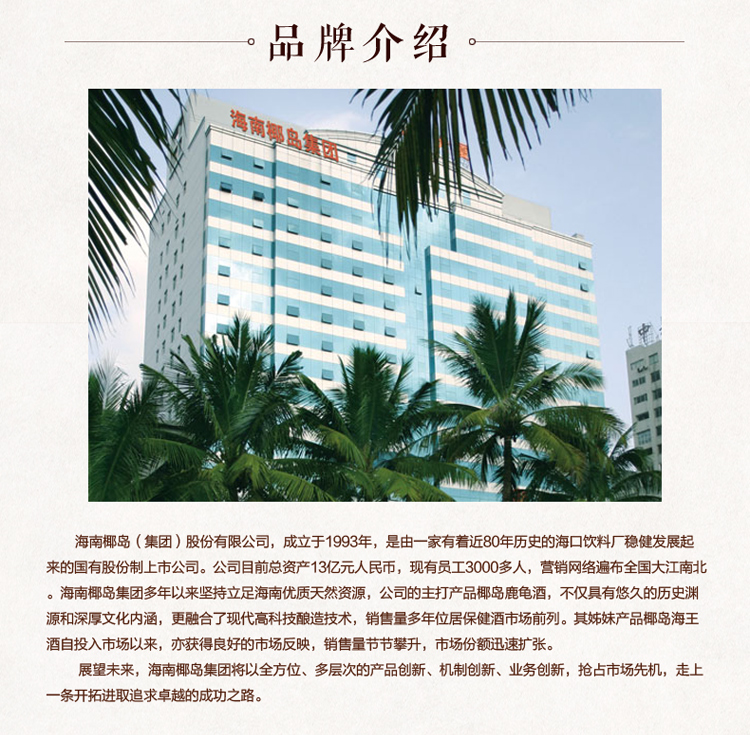 品牌介绍
海南椰岛集团
中
海南椰岛（集团）股份有限公司，成立于1993年，是由一家有着近80年历史的海口饮料厂稳健发展起
来的国有股份制上市公司。公司目前总资产13亿元人民币，现有员工3000多人，营销网络遍布全国大江南北
。海南椰岛集团多年以来坚持立足海南优质天然资源，公司的主打产品椰岛鹿龟酒，不仅具有悠久的历史渊
源和深厚文化内涵，更融合了现代高科技酿造技术，销售量多年位居保健酒市场前列。其姊妹产品椰岛海王
酒自投入市场以来，亦获得良好的市场反映，销售量节节攀升，市场份额迅速扩张。
展望未来，海南椰岛集团将以全方位、多层次的产品创新、机制创新、业务创新，抢占市场先机，走上
一条开拓进取追求卓越的成功之路。